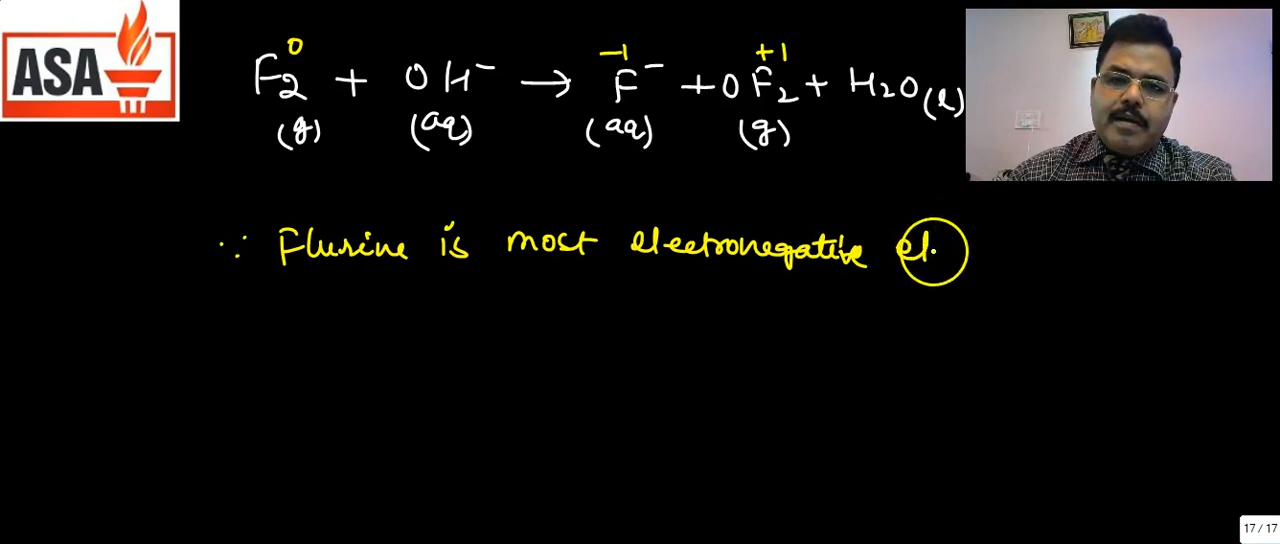 ASA
0 -1 +1
F2 + OH⁻ → F⁻ + OF2 + H2O(l)
(g) (aq) (aq) (g)
∵ Flurine is most electronegative el.
17 / 17